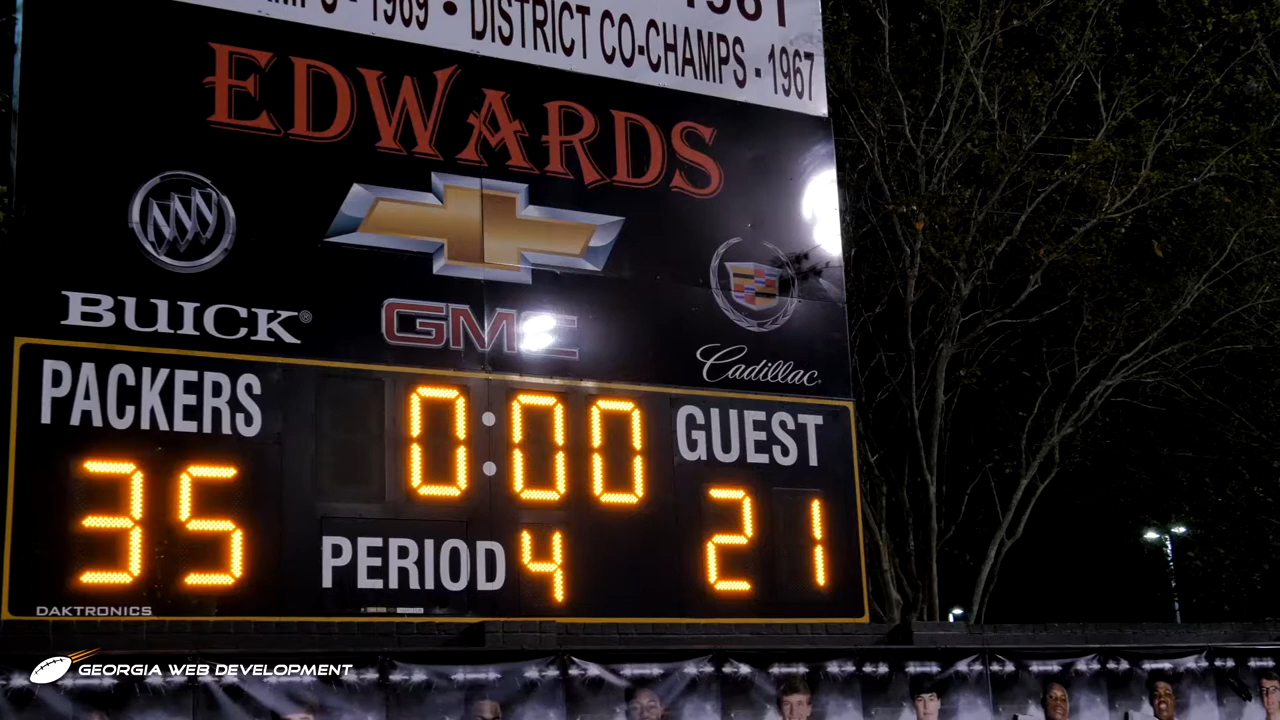 1989 • DISTRICT CO-CHAMPS - 1967
EDWARDS
BUICK®
GMC
Cadillac
PACKERS
0:00
GUEST
35
PERIOD 4
21
DAKTRONICS
GEORGIA WEB DEVELOPMENT